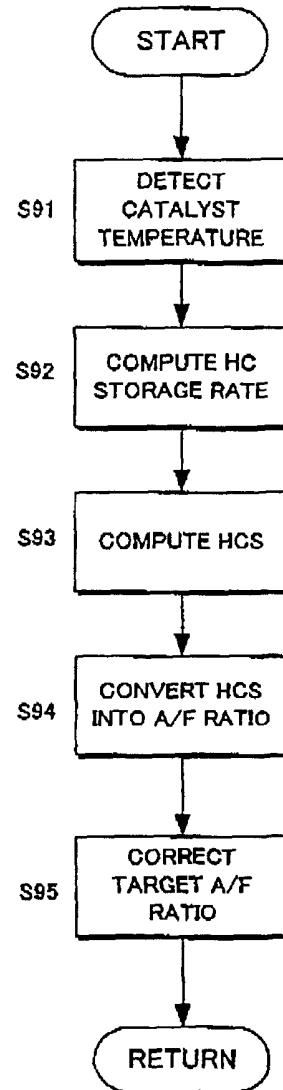 START
S91
DETECT
CATALYST
TEMPERATURE
S92
COMPUTE HC
STORAGE RATE
S93
COMPUTE HCS
S94
CONVERT HCS
INTO A/F RATIO
S95
CORRECT
TARGET A/F
RATIO
RETURN